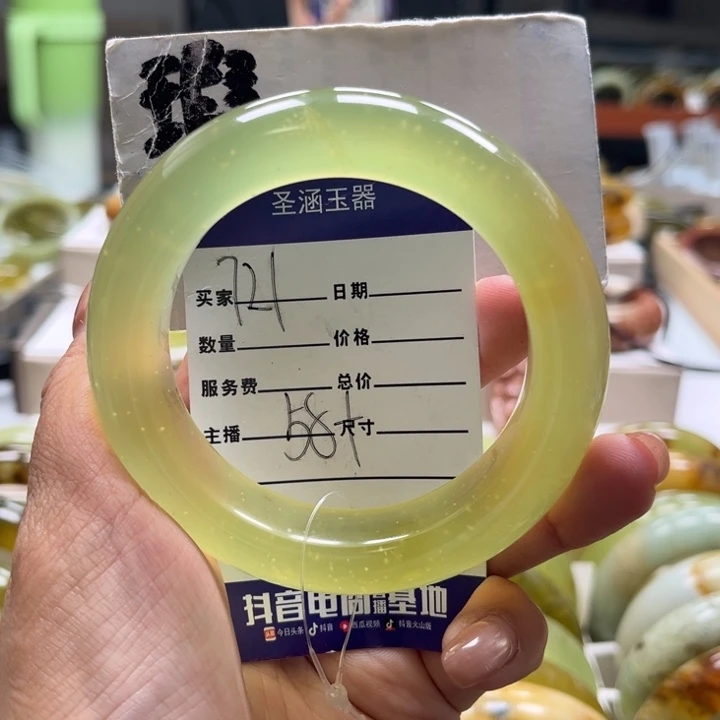 圣涵玉器
买家 721 日期
数量 价格
服务费 总价
主播 58+ 尺寸
抖音电商直播基地
今日头条 抖音 西瓜视频 抖音火山版